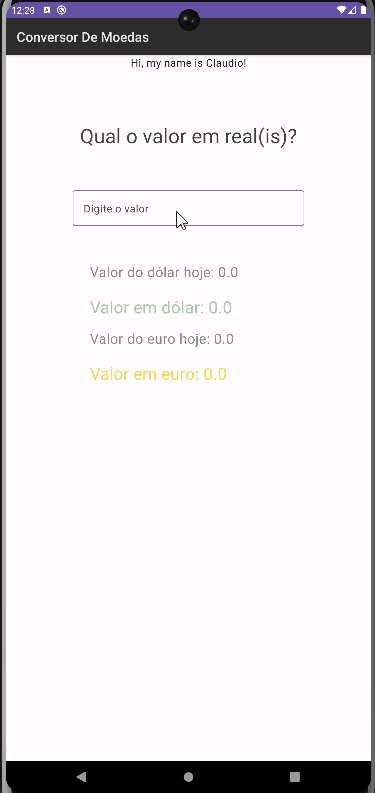 12:28
Conversor De Moedas
Hi, my name is Claudio!
Qual o valor em real(is)?
Digite o valor
Valor do dólar hoje: 0.0
Valor em dólar: 0.0
Valor do euro hoje: 0.0
Valor em euro: 0.0